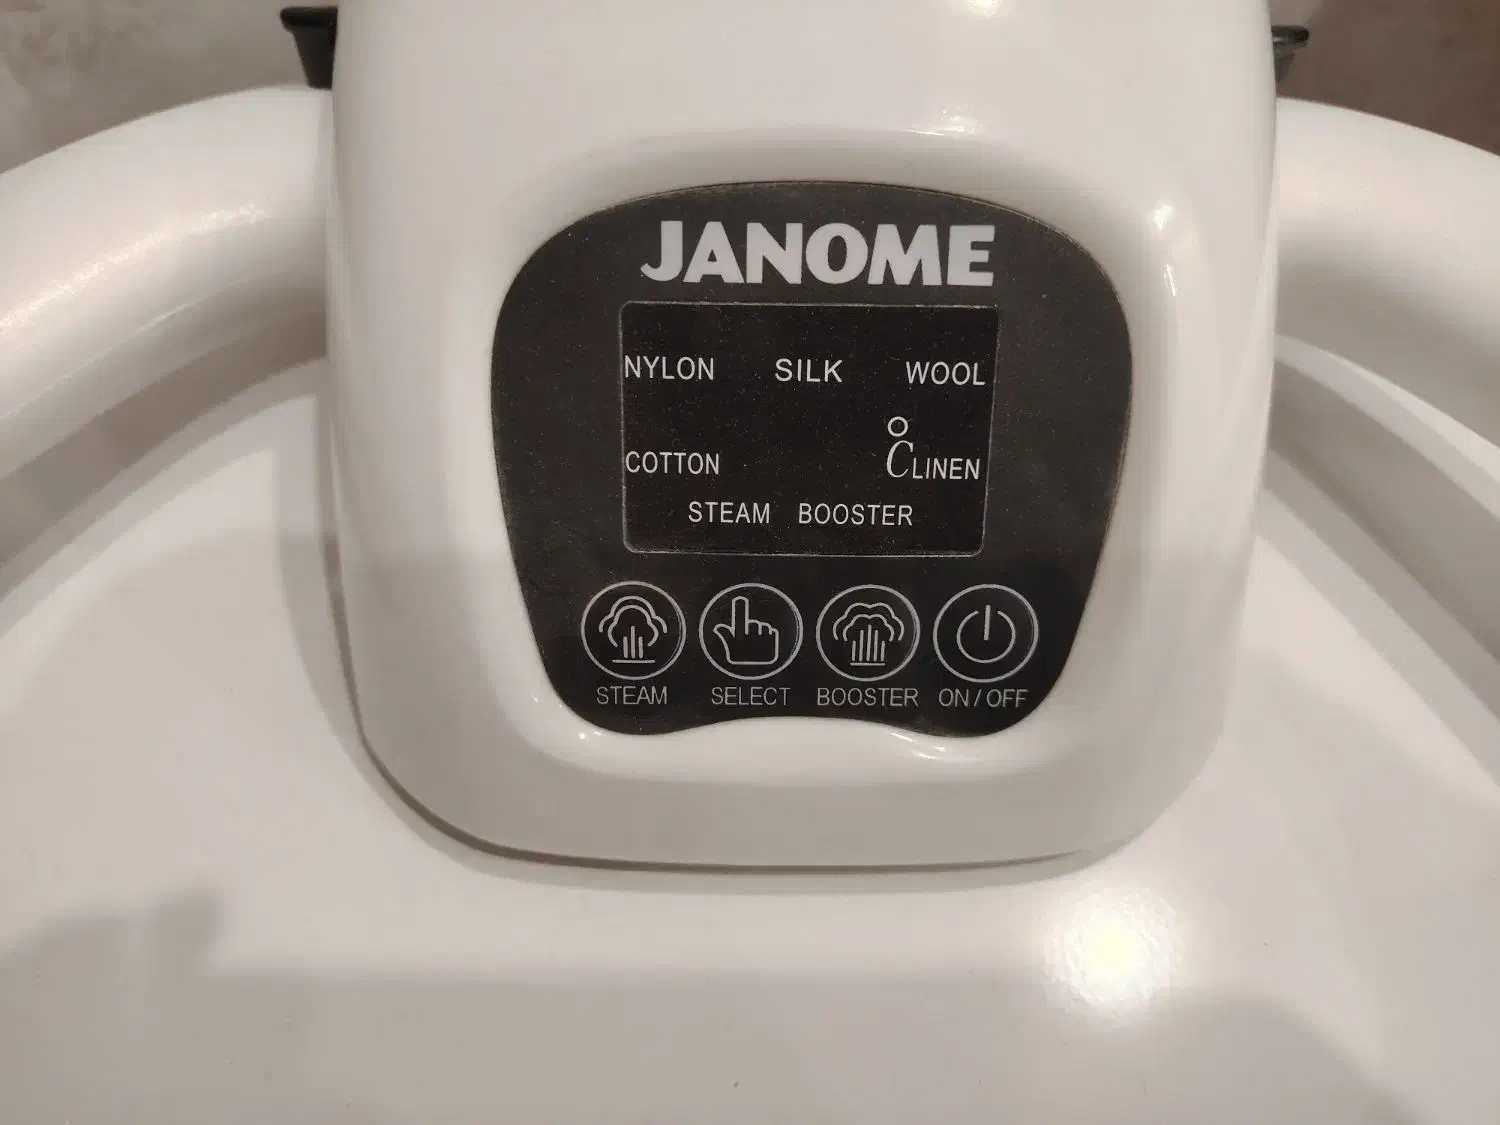 JANOME
NYLON SILK WOOL
°C
COTTON LINEN
STEAM BOOSTER
STEAM SELECT BOOSTER ON / OFF